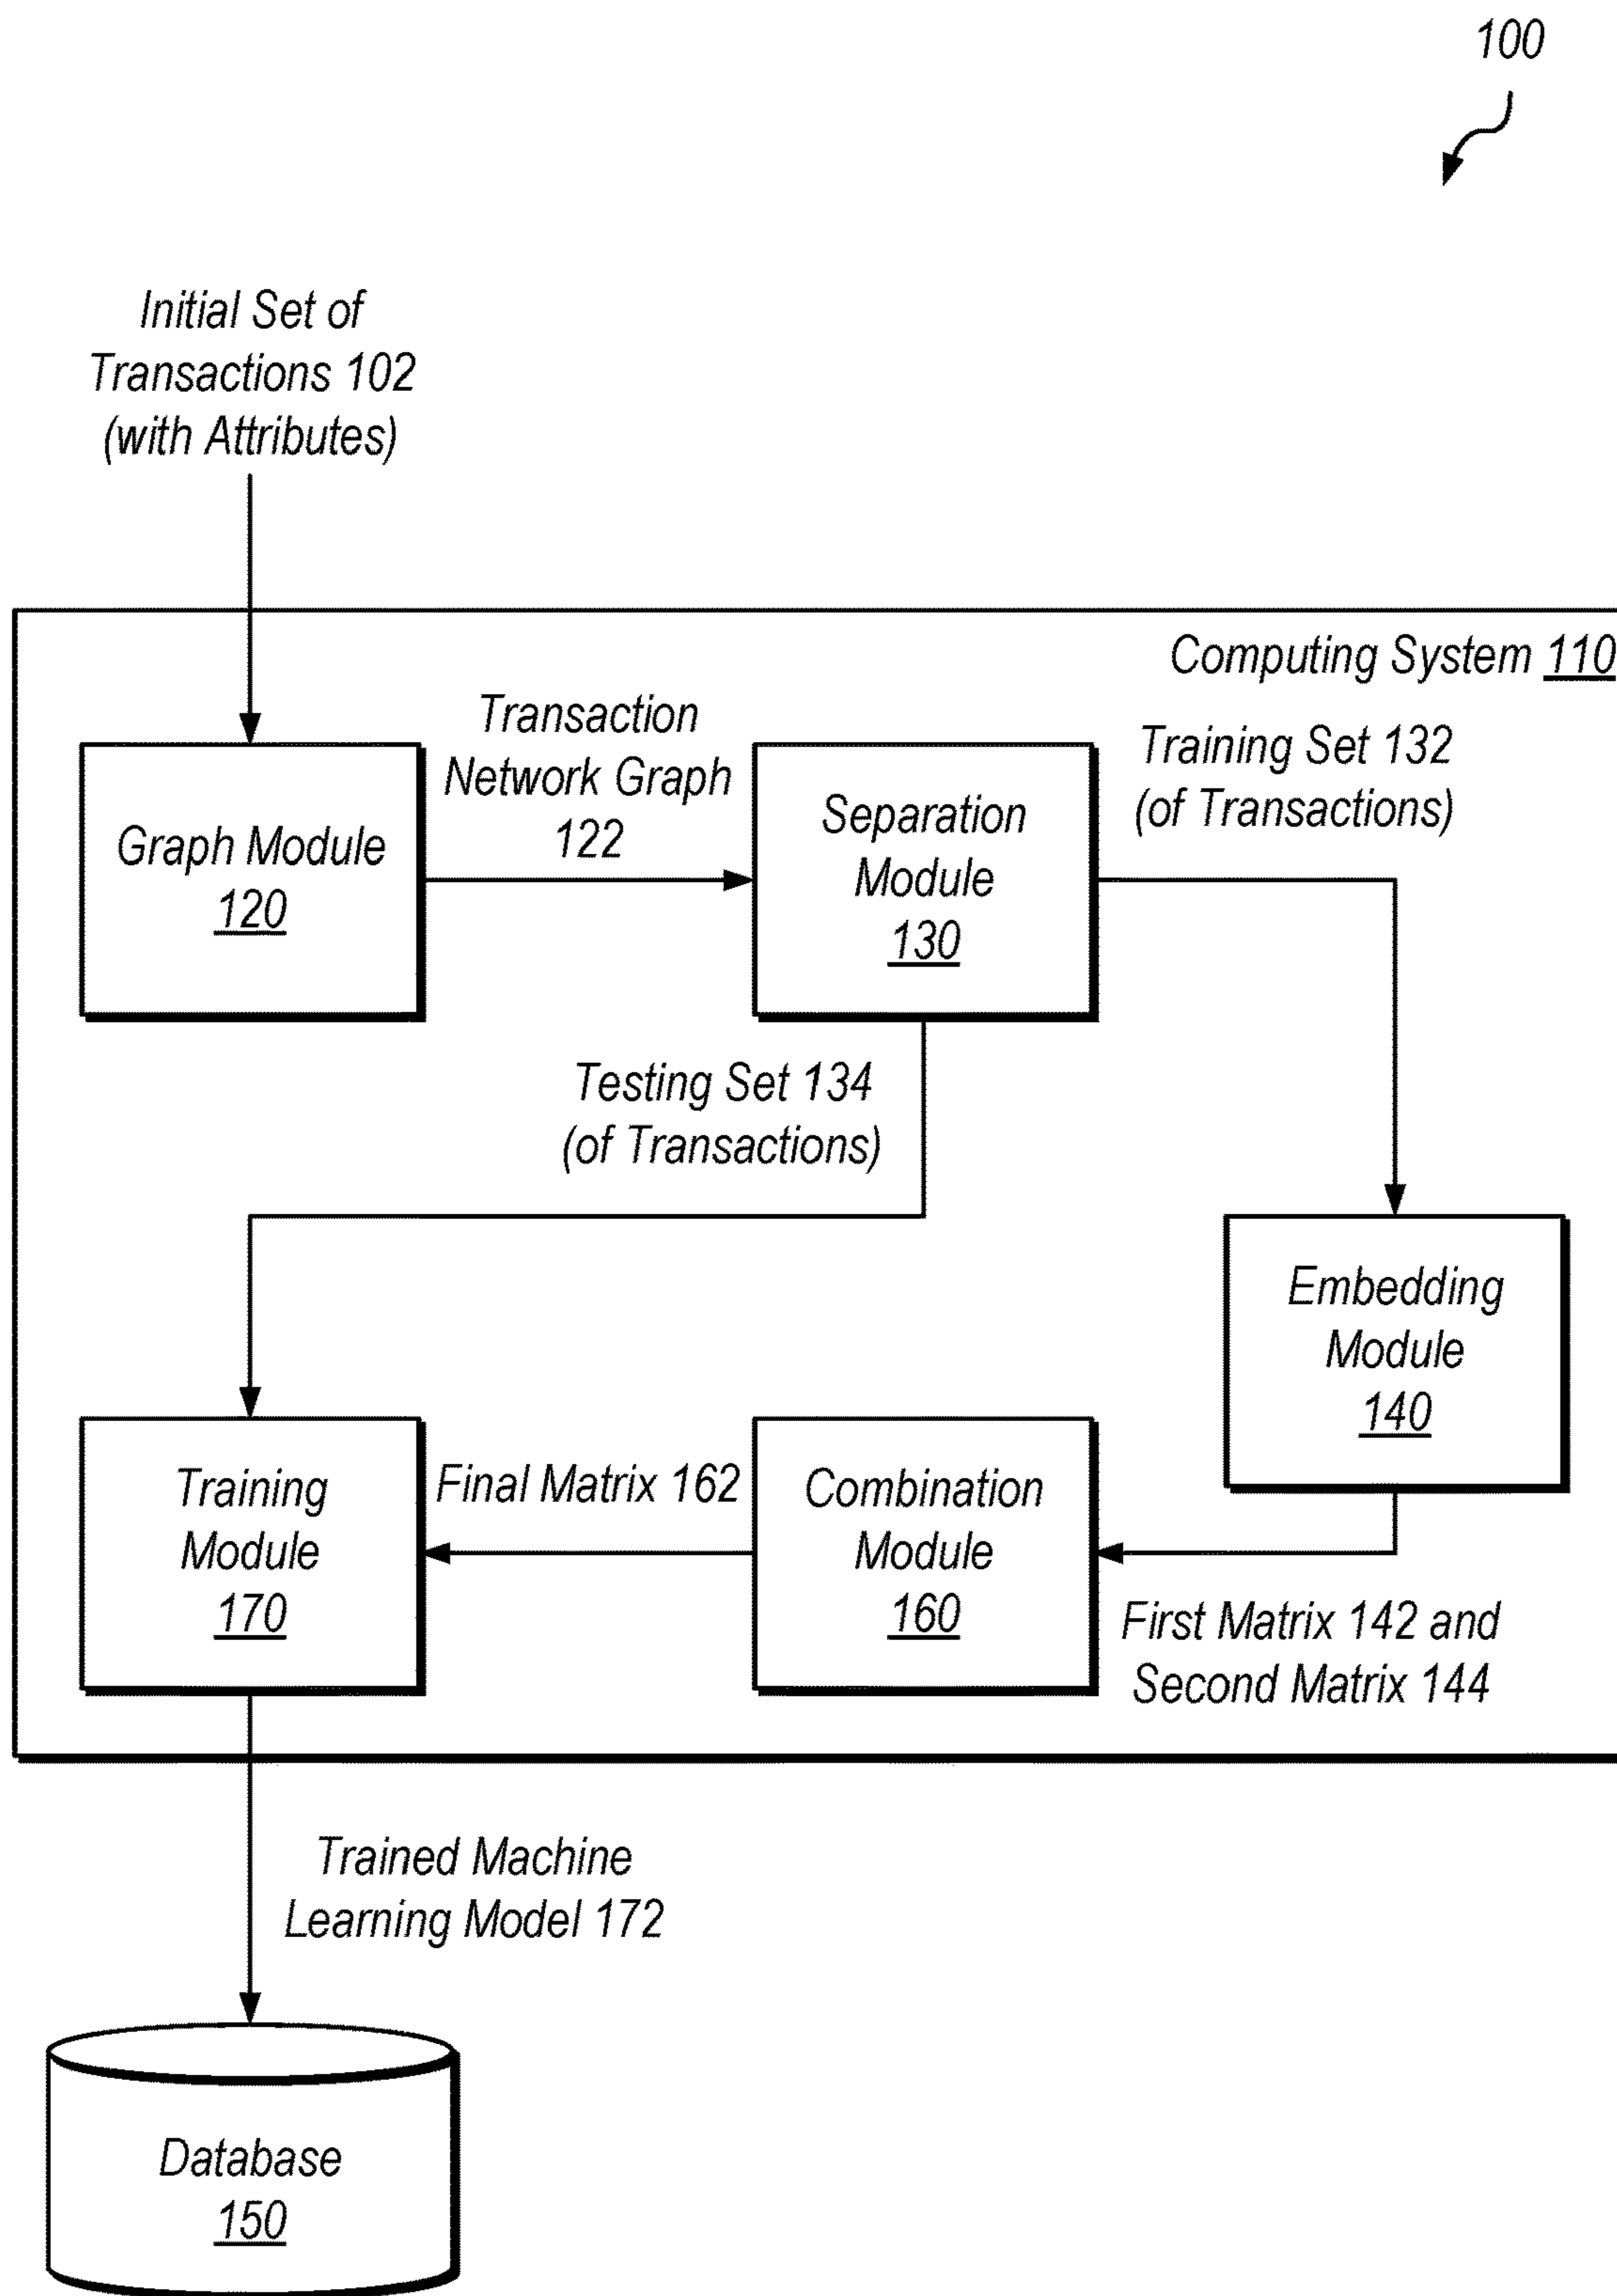 100
Initial Set of
Transactions 102
(with Attributes)
Computing System 110
Transaction
Network Graph
122
Training Set 132
(of Transactions)
Graph Module
120
Separation
Module
130
Testing Set 134
(of Transactions)
Embedding
Module
140
Training
Module
170
Final Matrix 162
Combination
Module
160
First Matrix 142 and
Second Matrix 144
Trained Machine
Learning Model 172
Database
150